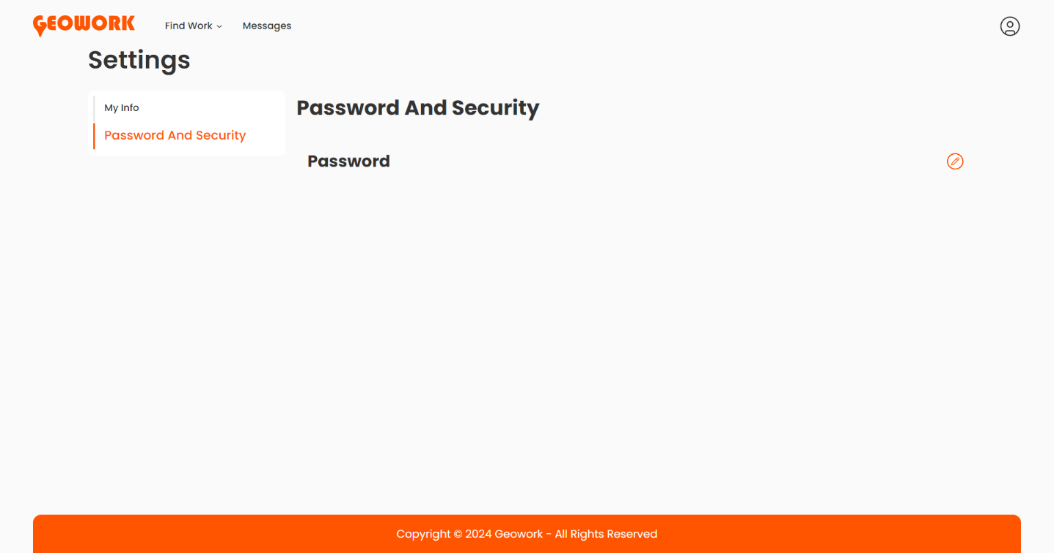 GEOWORK
Find Work
Messages
Settings
My Info
Password And Security
Password And Security
Password
Copyright © 2024 Geowork - All Rights Reserved